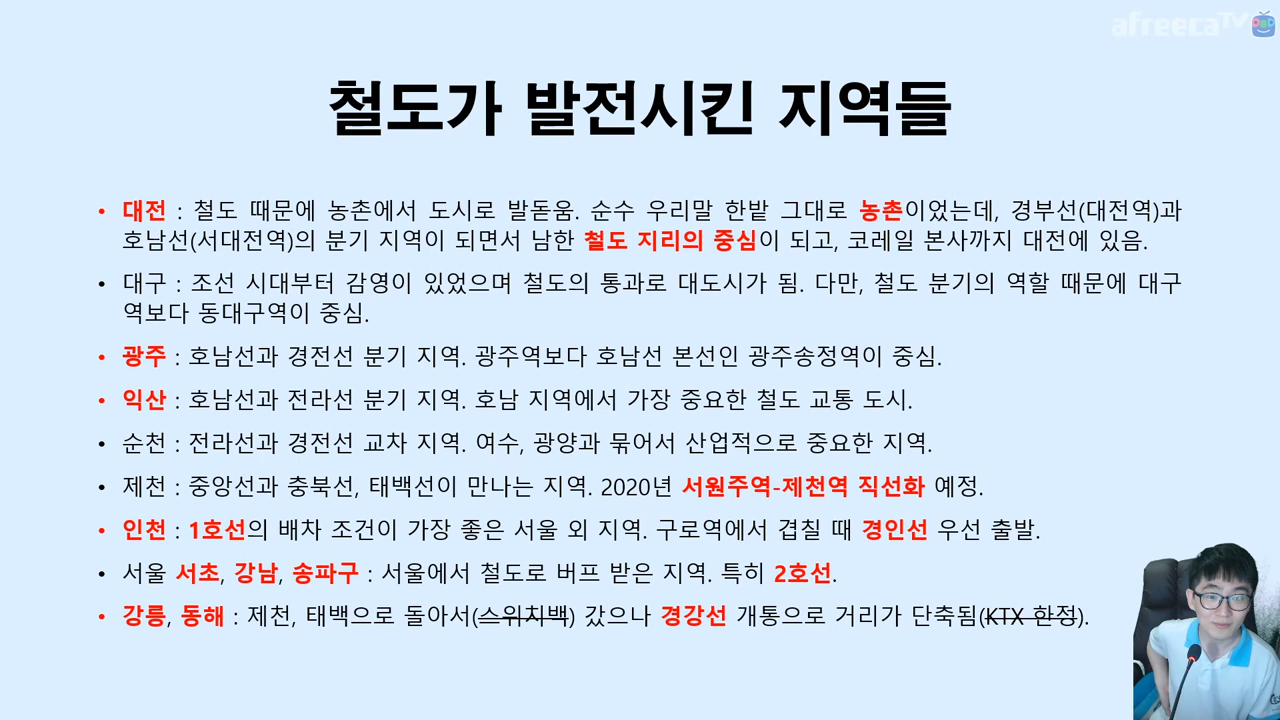 afreecaTV
철도가 발전시킨 지역들
• 대전 : 철도 때문에 농촌에서 도시로 발돋움. 순수 우리말 한밭 그대로 농촌이었는데, 경부선(대전역)과
호남선(서대전역)의 분기 지역이 되면서 남한 철도 지리의 중심이 되고, 코레일 본사까지 대전에 있음.
• 대구 : 조선 시대부터 감영이 있었으며 철도의 통과로 대도시가 됨. 다만, 철도 분기의 역할 때문에 대구
역보다 동대구역이 중심.
• 광주 : 호남선과 경전선 분기 지역. 광주역보다 호남선 본선인 광주송정역이 중심.
• 익산 : 호남선과 전라선 분기 지역. 호남 지역에서 가장 중요한 철도 교통 도시.
• 순천 : 전라선과 경전선 교차 지역. 여수, 광양과 묶어서 산업적으로 중요한 지역.
• 제천 : 중앙선과 충북선, 태백선이 만나는 지역. 2020년 서원주역-제천역 직선화 예정.
• 인천 : 1호선의 배차 조건이 가장 좋은 서울 외 지역. 구로역에서 겹칠 때 경인선 우선 출발.
• 서울 서초, 강남, 송파구 : 서울에서 철도로 버프 받은 지역. 특히 2호선.
• 강릉, 동해 : 제천, 태백으로 돌아서(스위치백) 갔으나 경강선 개통으로 거리가 단축됨(KTX 한정).